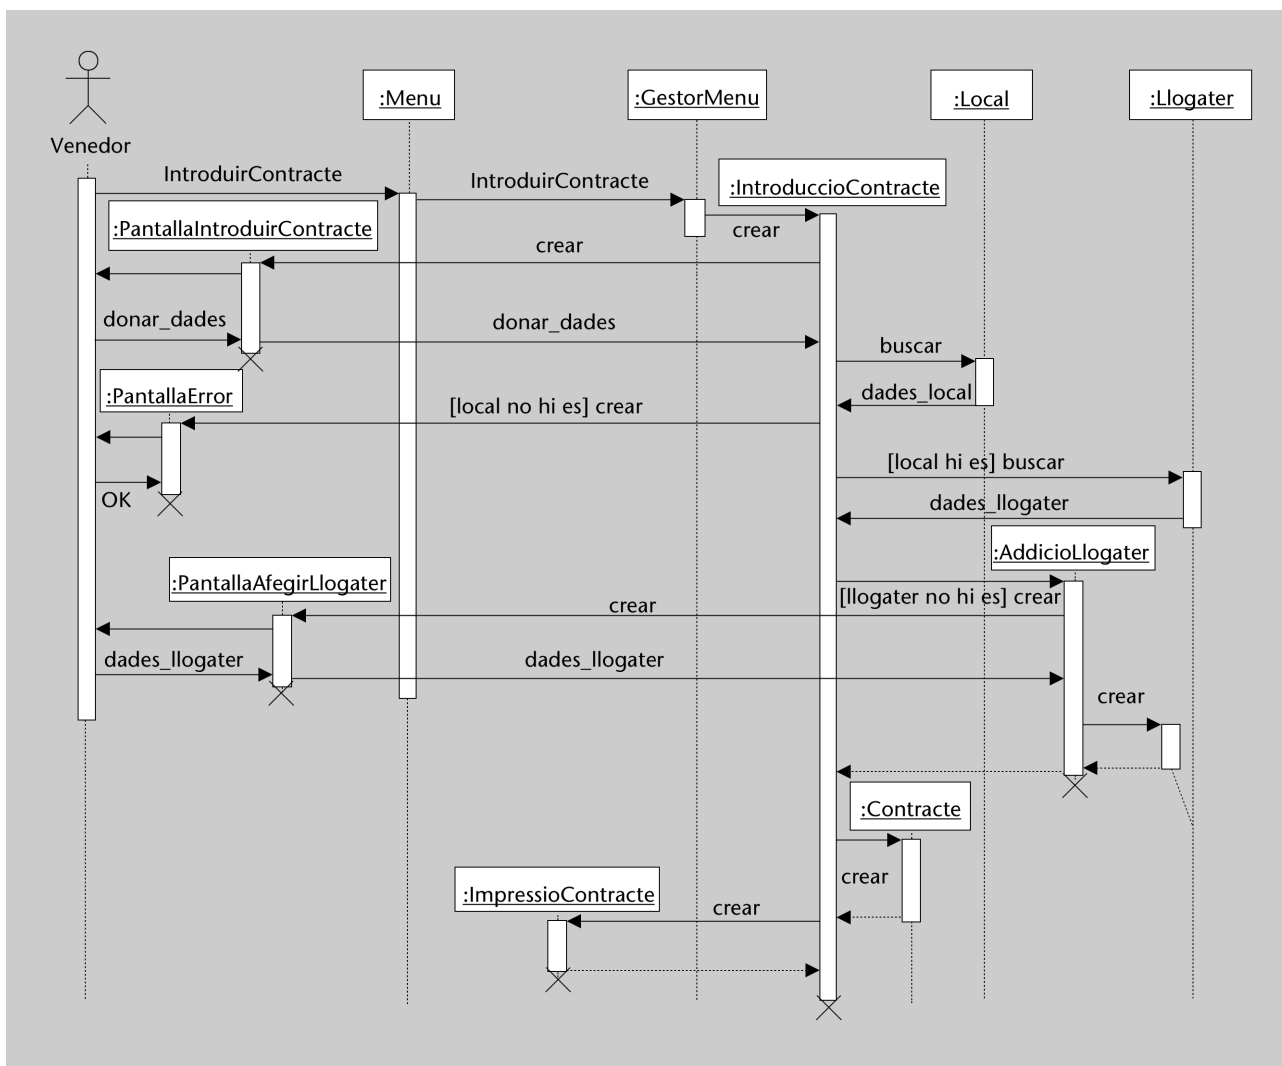 :Menu
:GestorMenu
:Local
:Llogater
Venedor
IntroduirContracte
IntroduirContracte
:IntroduccioContracte
:PantallaIntroduirContracte
crear
crear
donar_dades
donar_dades
buscar
dades_local
:PantallaError
[local no hi es] crear
[local hi es] buscar
OK
dades_llogater
:AddicioLlogater
:PantallaAfegirLlogater
[llogater no hi es] crear
crear
dades_llogater
dades_llogater
crear
:Contracte
crear
:ImpressioContracte
crear